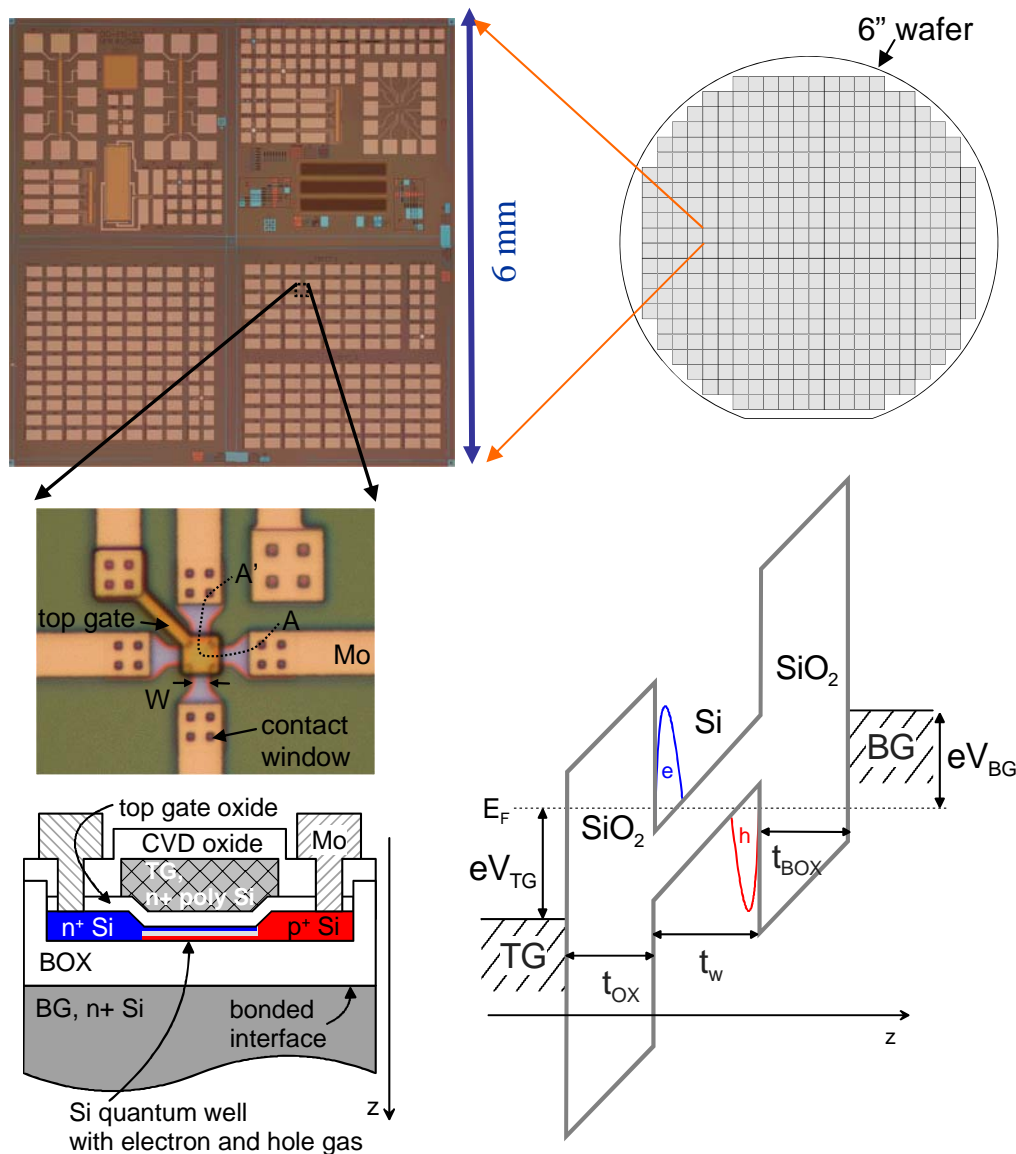 6” wafer
6 mm
A’
top gate
A
Mo
W
contact
window
top gate oxide
CVD oxide
Mo
TG,
n+ poly Si
n⁺ Si
p⁺ Si
BOX
BG, n+ Si
bonded
interface
z
Si quantum well
with electron and hole gas
SiO₂
Si
e
BG
eV_BG
E_F
SiO₂
h
t_BOX
eV_TG
TG
t_w
t_OX
z